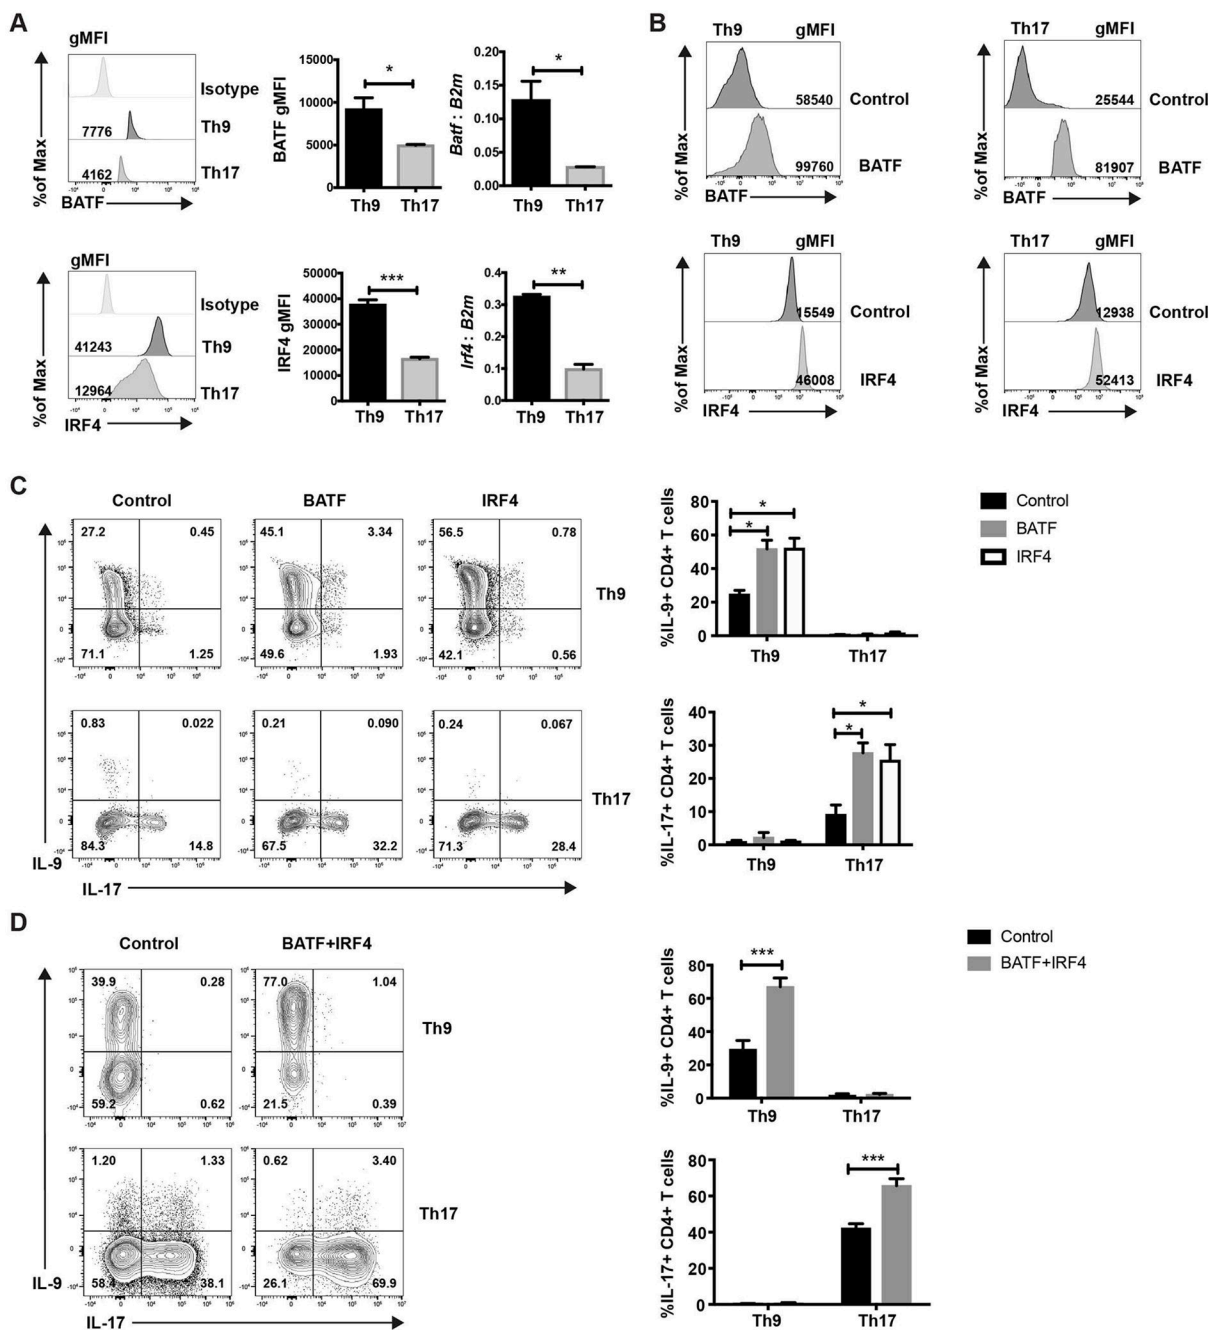 A
gMFI
Isotype
7776
Th9
4162
Th17
%of Max
BATF
BATF gMFI
15000
10000
5000
0
*
Th9 Th17
Batf : B2m
0.20
0.15
0.10
0.05
0.00
*
Th9 Th17
gMFI
Isotype
41243
Th9
12964
Th17
%of Max
IRF4
IRF4 gMFI
50000
40000
30000
20000
10000
0
***
Th9 Th17
Irf4 : B2m
0.4
0.3
0.2
0.1
0.0
**
Th9 Th17
B
Th9 gMFI
58540 Control
99760 BATF
%of Max
BATF
Th17 gMFI
25544 Control
81907 BATF
%of Max
BATF
Th9 gMFI
15549 Control
46008 IRF4
%of Max
IRF4
Th17 gMFI
12938 Control
52413 IRF4
%of Max
IRF4
C
Control BATF IRF4
27.2 0.45 45.1 3.34 56.5 0.78
Th9
71.1 1.25 49.6 1.93 42.1 0.56
0.83 0.022 0.21 0.090 0.24 0.067
Th17
84.3 14.8 67.5 32.2 71.3 28.4
IL-9
IL-17
%IL-9+ CD4+ T cells
80
60
40
20
0
*
*
Th9 Th17
Control
BATF
IRF4
%IL-17+ CD4+ T cells
40
30
20
10
0
*
*
Th9 Th17
D
Control BATF+IRF4
39.9 0.28 77.0 1.04
Th9
59.2 0.62 21.5 0.39
1.20 1.33 0.62 3.40
Th17
58.4 38.1 26.1 69.9
IL-9
IL-17
%IL-9+ CD4+ T cells
80
60
40
20
0
***
Th9 Th17
Control
BATF+IRF4
%IL-17+ CD4+ T cells
80
60
40
20
0
***
Th9 Th17